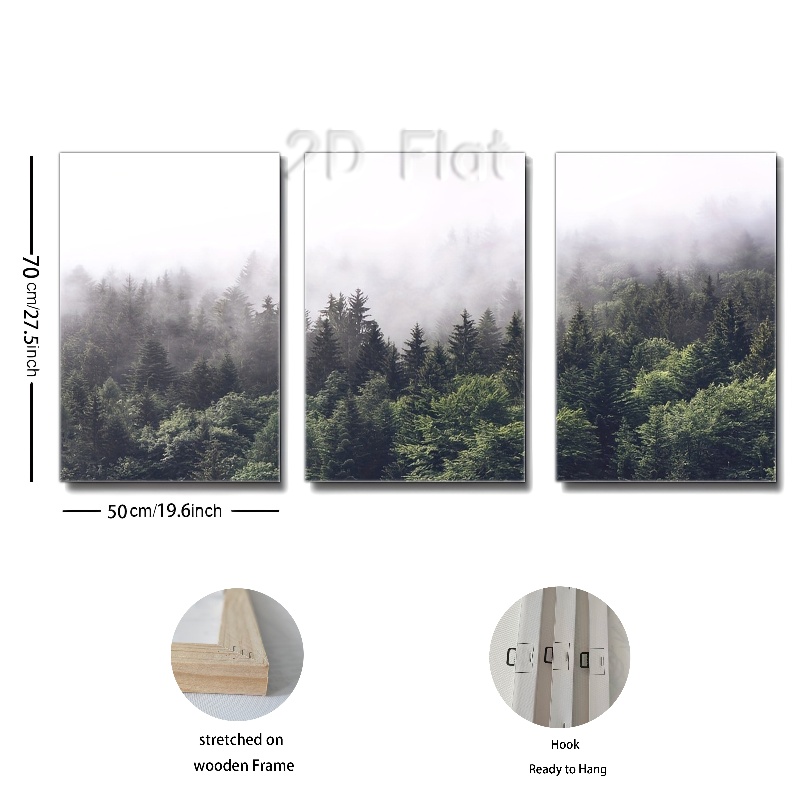 2D Flat
70 cm/27.5inch
50cm/19.6inch
stretched on
wooden Frame
Hook
Ready to Hang